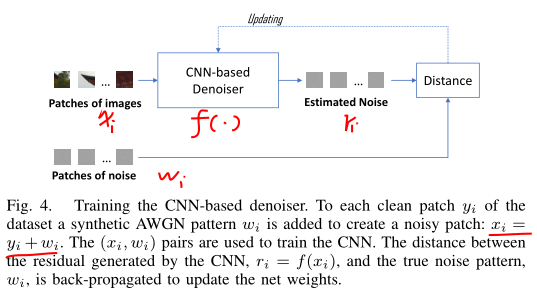 Updating
CNN-based
Denoiser
Distance
...
...
Patches of images
Estimated Noise
x_i
f(·)
r_i
...
Patches of noise
w_i
Fig. 4. Training the CNN-based denoiser. To each clean patch y_i of the
dataset a synthetic AWGN pattern w_i is added to create a noisy patch: x_i =
y_i + w_i. The (x_i, w_i) pairs are used to train the CNN. The distance between
the residual generated by the CNN, r_i = f(x_i), and the true noise pattern,
w_i, is back-propagated to update the net weights.